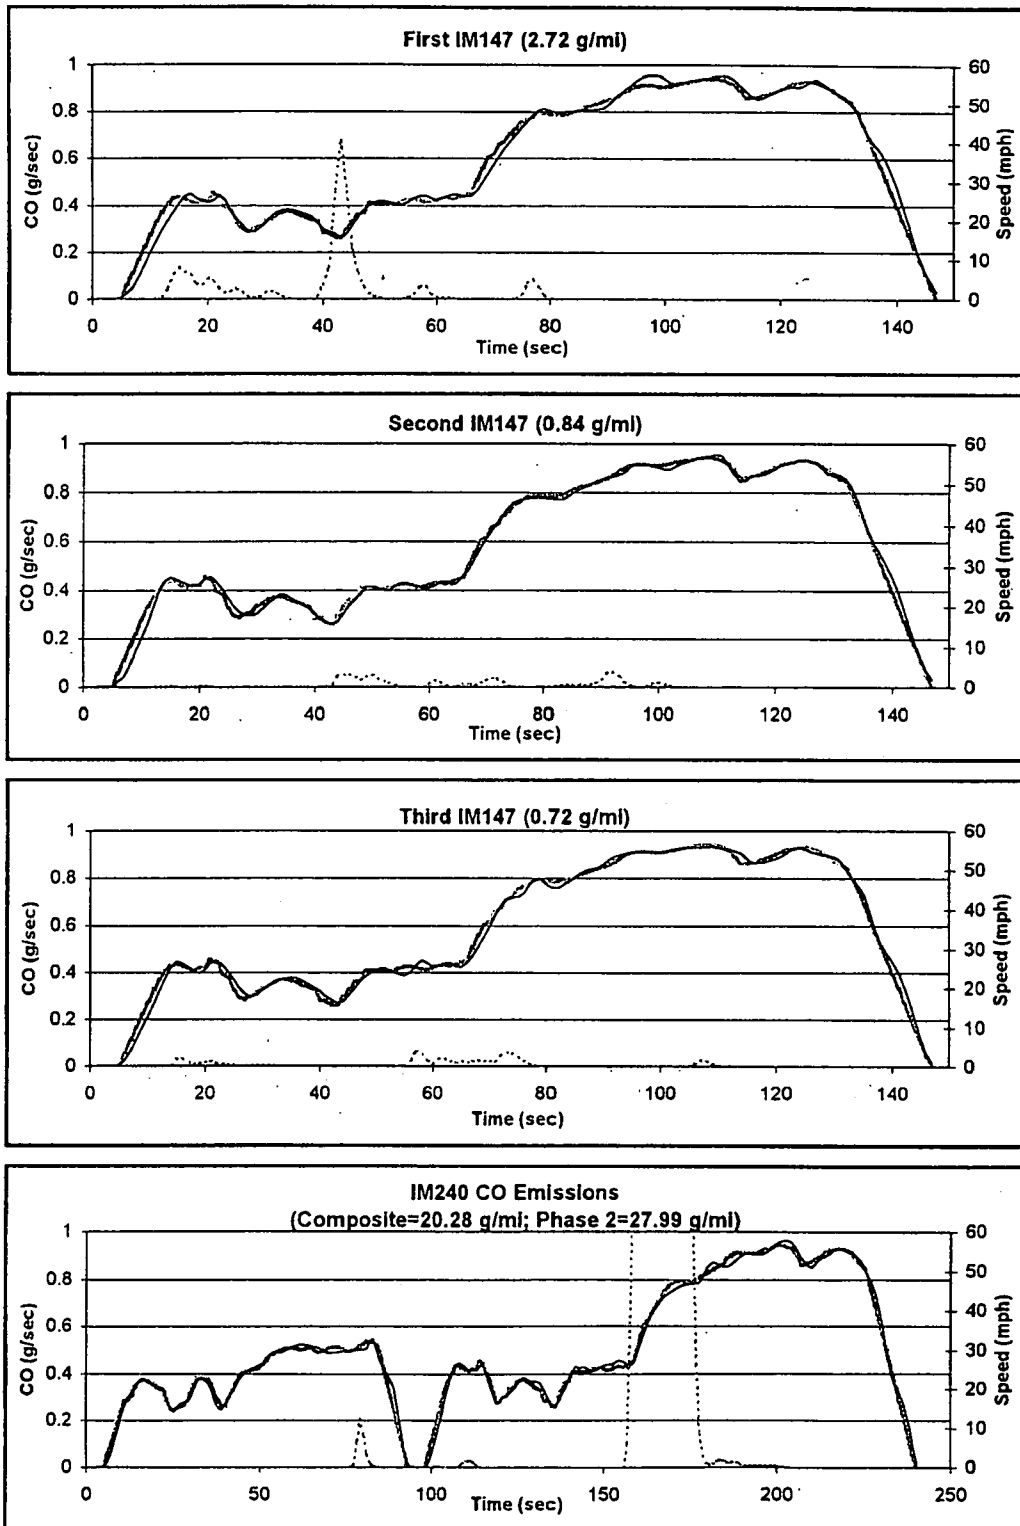 First IM147 (2.72 g/mi)
1
0.8
0.6
0.4
0.2
0
CO (g/sec)
60
50
40
30
20
10
0
Speed (mph)
0 20 40 60 80 100 120 140
Time (sec)
Second IM147 (0.84 g/mi)
1
0.8
0.6
0.4
0.2
0
CO (g/sec)
60
50
40
30
20
10
0
Speed (mph)
0 20 40 60 80 100 120 140
Time (sec)
Third IM147 (0.72 g/mi)
1
0.8
0.6
0.4
0.2
0
CO (g/sec)
60
50
40
30
20
10
0
Speed (mph)
0 20 40 60 80 100 120 140
Time (sec)
IM240 CO Emissions
(Composite=20.28 g/mi; Phase 2=27.99 g/mi)
1
0.8
0.6
0.4
0.2
0
CO (g/sec)
60
50
40
30
20
10
0
Speed (mph)
0 50 100 150 200 250
Time (sec)